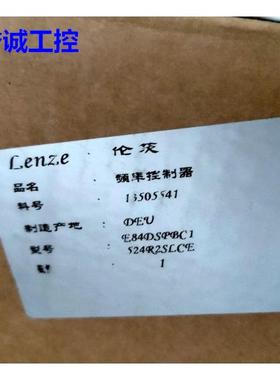 诚工控
Lenze 伦茨
品名： 频率控制器
料号： 13505541
制造产地： DEU
型号： E84DSPBC1
524R2SLCE
1